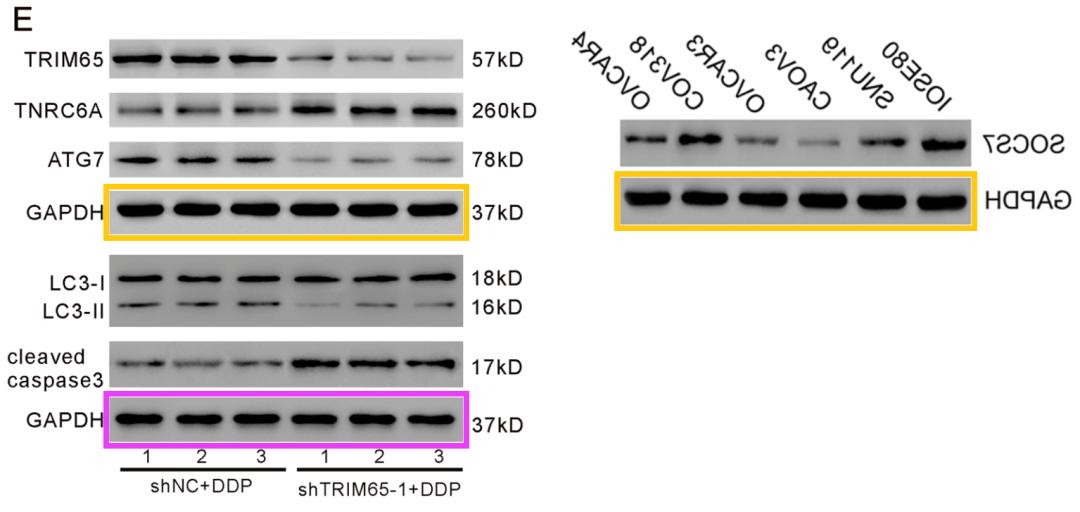 E
TRIM65 57kD
TNRC6A 260kD
ATG7 78kD
GAPDH 37kD
LC3-I 18kD
LC3-II 16kD
cleaved
caspase3 17kD
GAPDH 37kD
1 2 3 1 2 3
shNC+DDP shTRIM65-1+DDP
OVCAR4 COV318 OVCAR3 CAOV3 SNU119 IOSE80
SOCS7
GAPDH